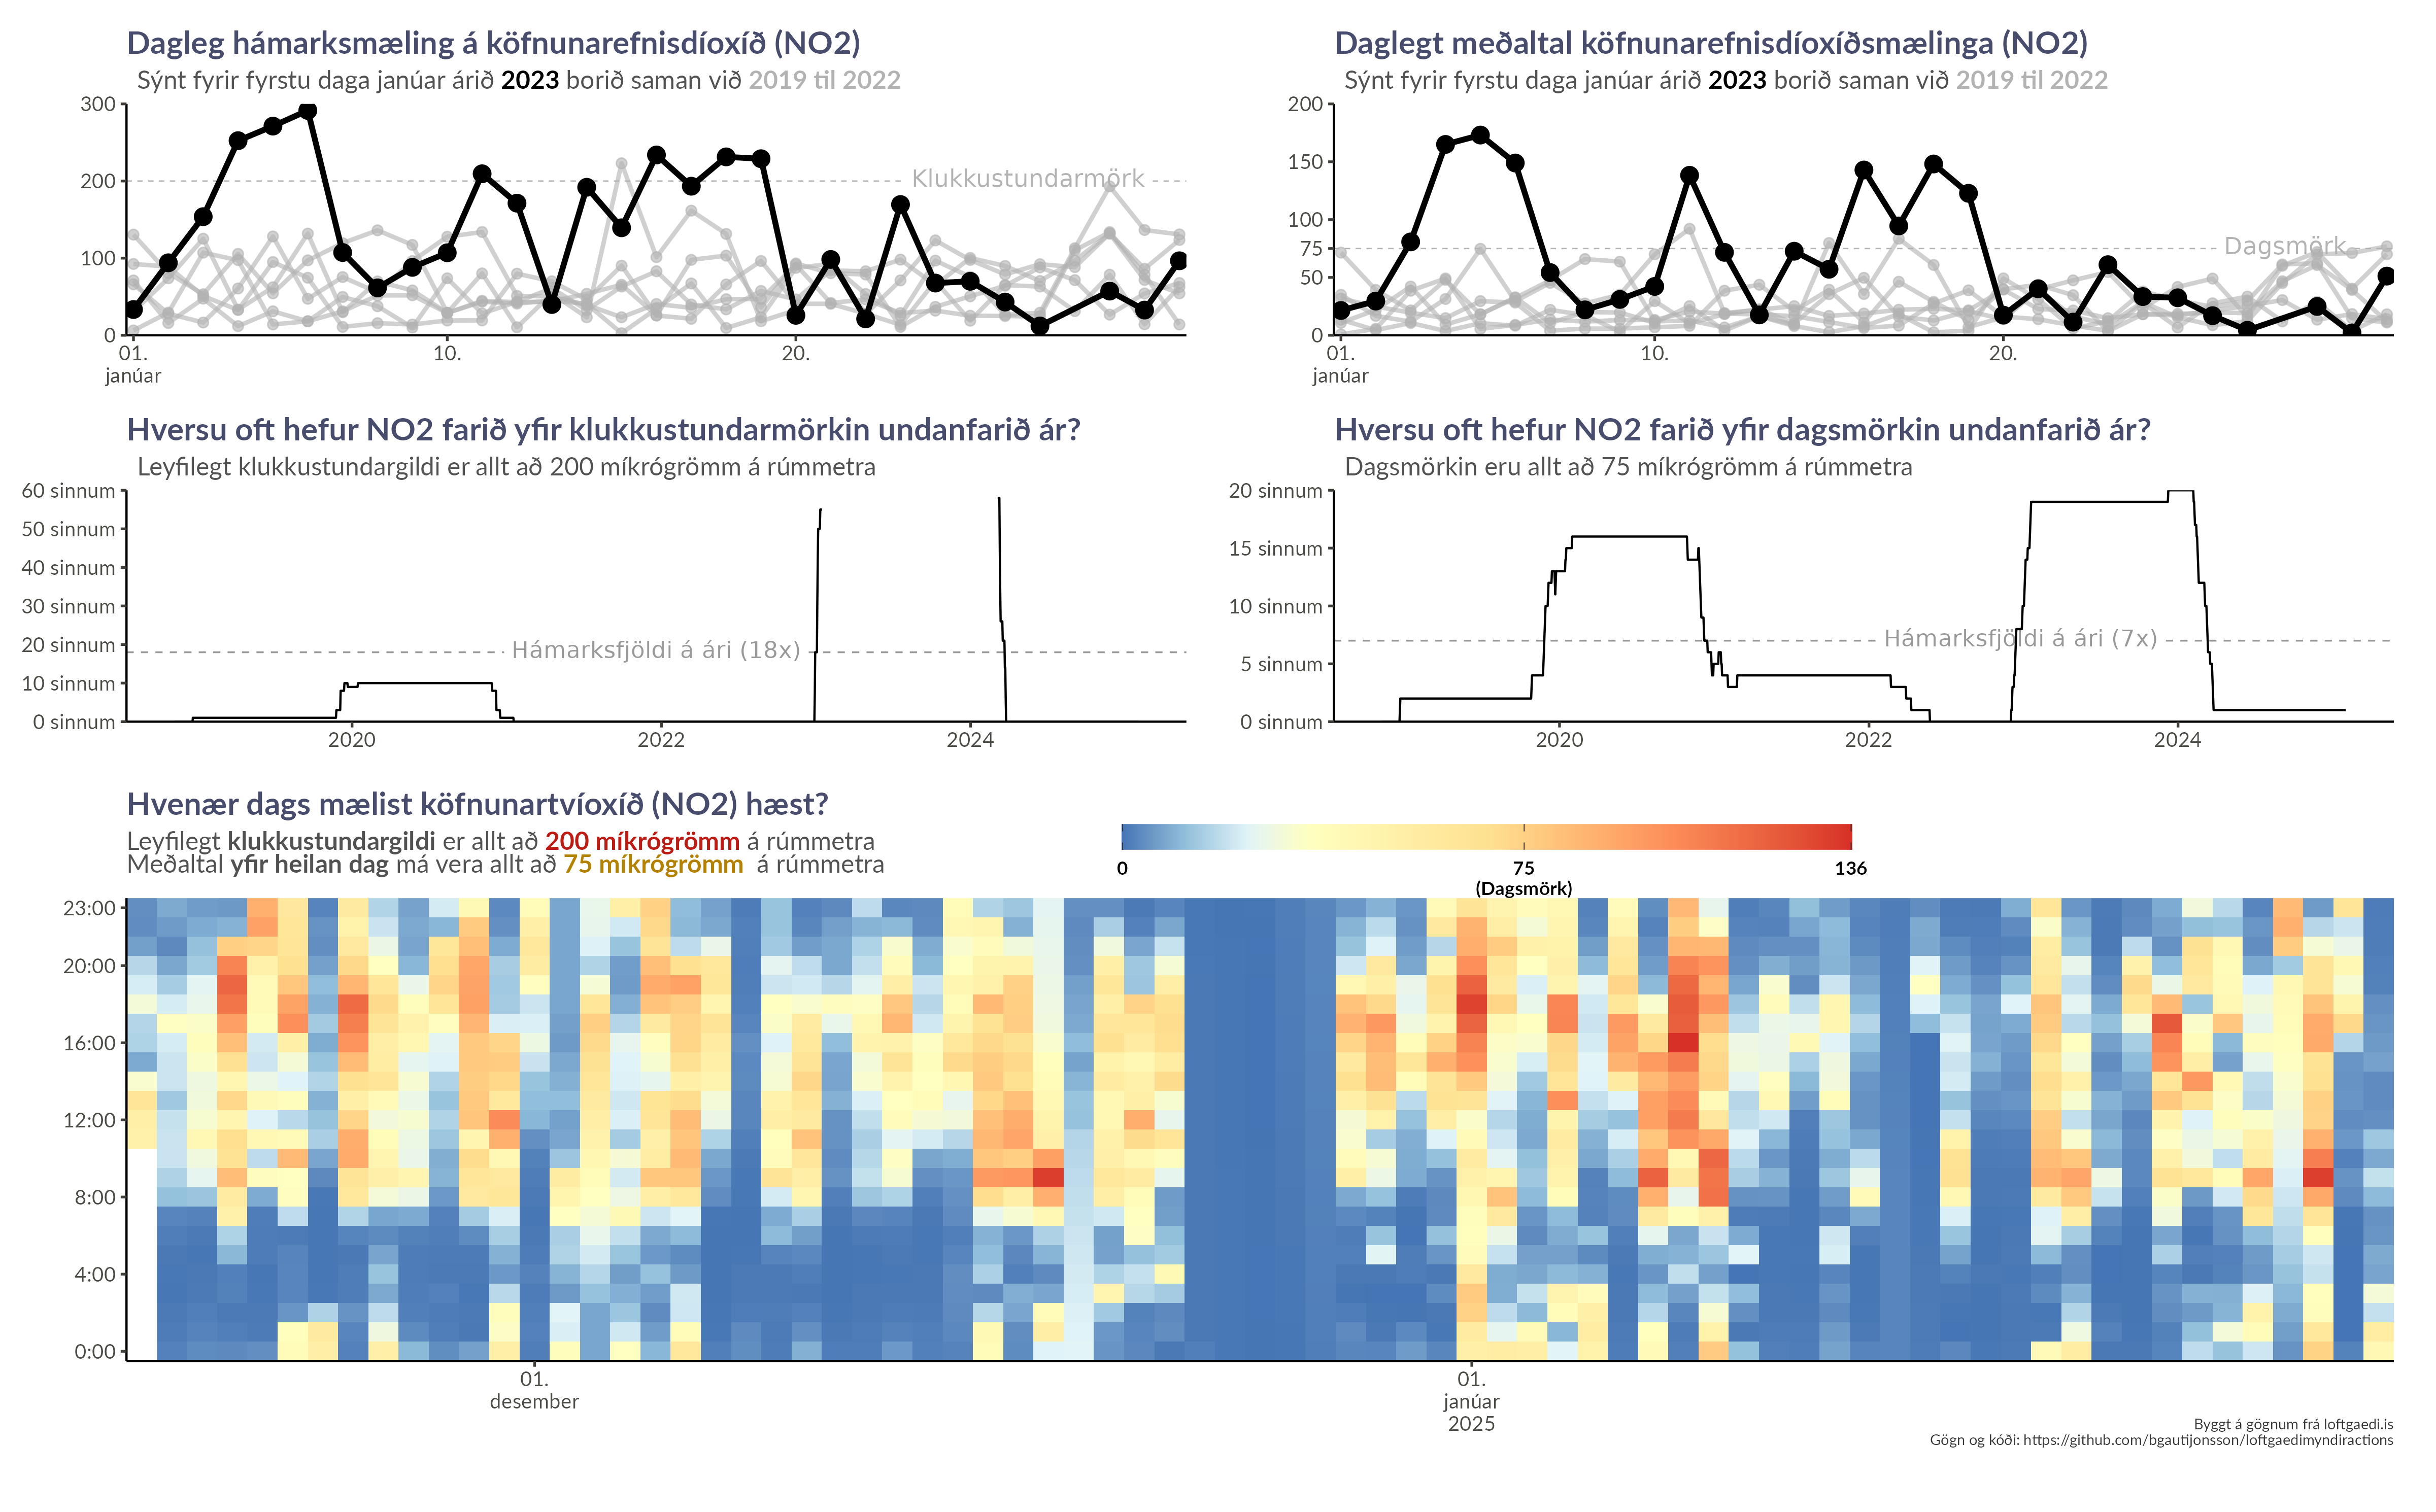 Dagleg hámarksmæling á köfnunarefnisdíoxíð (NO2)
Sýnt fyrir fyrstu daga janúar árið 2023 borið saman við 2019 til 2022
300
200
100
0
Klukkustundarmörk
01.
janúar
10.
20.
Daglegt meðaltal köfnunarefnisdíoxíðsmælinga (NO2)
Sýnt fyrir fyrstu daga janúar árið 2023 borið saman við 2019 til 2022
200
150
100
75
50
0
Dagsmörk
01.
janúar
10.
20.
Hversu oft hefur NO2 farið yfir klukkustundarmörkin undanfarið ár?
Leyfilegt klukkustundargildi er allt að 200 míkrógrömm á rúmmetra
60 sinnum
50 sinnum
40 sinnum
30 sinnum
20 sinnum
10 sinnum
0 sinnum
Hámarksfjöldi á ári (18x)
2020
2022
2024
Hversu oft hefur NO2 farið yfir dagsmörkin undanfarið ár?
Dagsmörkin eru allt að 75 míkrógrömm á rúmmetra
20 sinnum
15 sinnum
10 sinnum
5 sinnum
0 sinnum
Hámarksfjöldi á ári (7x)
2020
2022
2024
Hvenær dags mælist köfnunartvíoxíð (NO2) hæst?
Leyfilegt klukkustundargildi er allt að 200 míkrógrömm á rúmmetra
Meðaltal yfir heilan dag má vera allt að 75 míkrógrömm á rúmmetra
0
75
(Dagsmörk)
136
23:00
20:00
16:00
12:00
8:00
4:00
0:00
01.
desember
01.
janúar
2025
Byggt á gögnum frá loftgaedi.is
Gögn og kóði: https://github.com/bgautijonsson/loftgaedimyndiractions